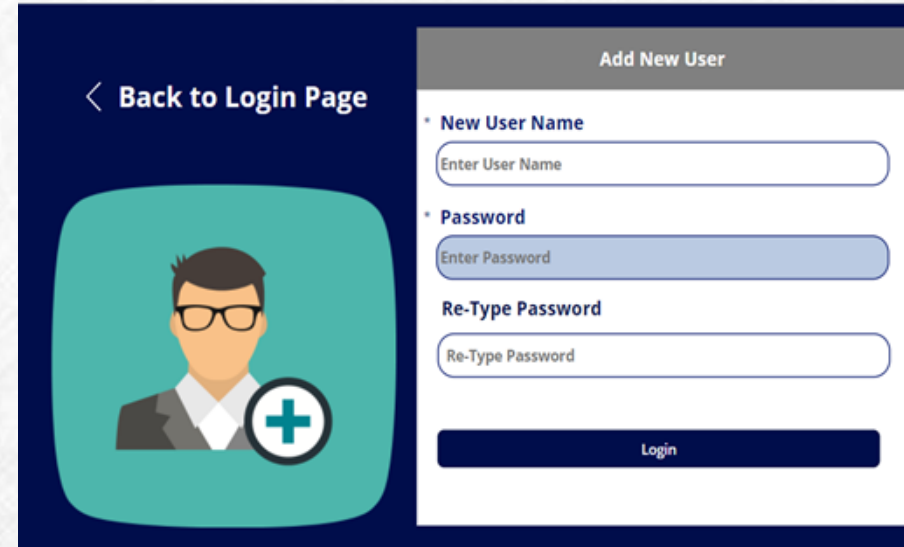 Back to Login Page
Add New User
* New User Name
Enter User Name
* Password
Enter Password
Re-Type Password
Re-Type Password
Login